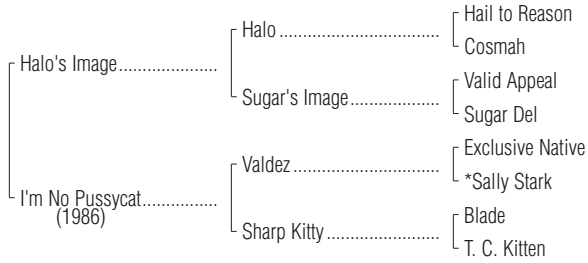 Hail to Reason
Halo ........................................
Cosmah
Halo's Image.........................
Valid Appeal
Sugar's Image......................
Sugar Del
Exclusive Native
Valdez .....................................
*Sally Stark
I'm No Pussycat...................
(1986)
Blade
Sharp Kitty ............................
T. C. Kitten